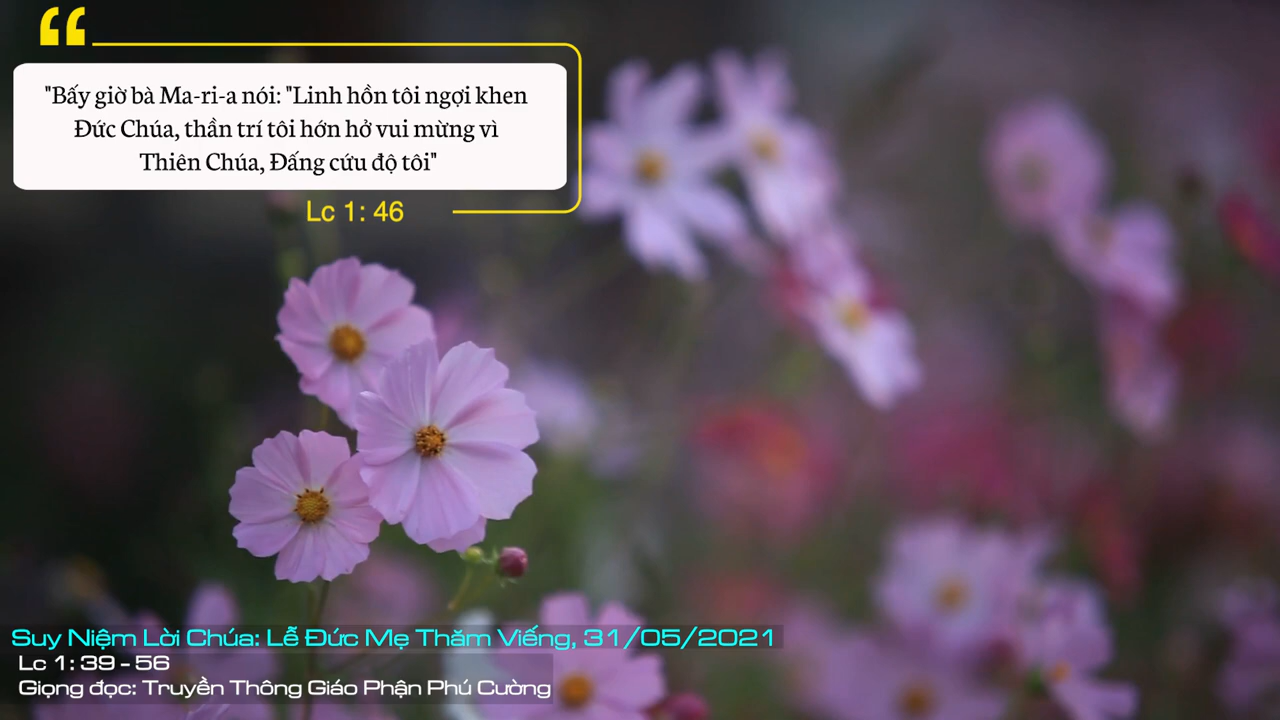 "Bấy giờ bà Ma-ri-a nói: "Linh hồn tôi ngợi khen
Đức Chúa, thần trí tôi hớn hở vui mừng vì
Thiên Chúa, Đấng cứu độ tôi"
Lc 1: 46
Suy Niệm Lời Chúa: Lễ Đức Mẹ Thăm Viếng, 31/05/2021
Lc 1: 39 - 56
Giọng đọc: Truyền Thông Giáo Phận Phú Cường